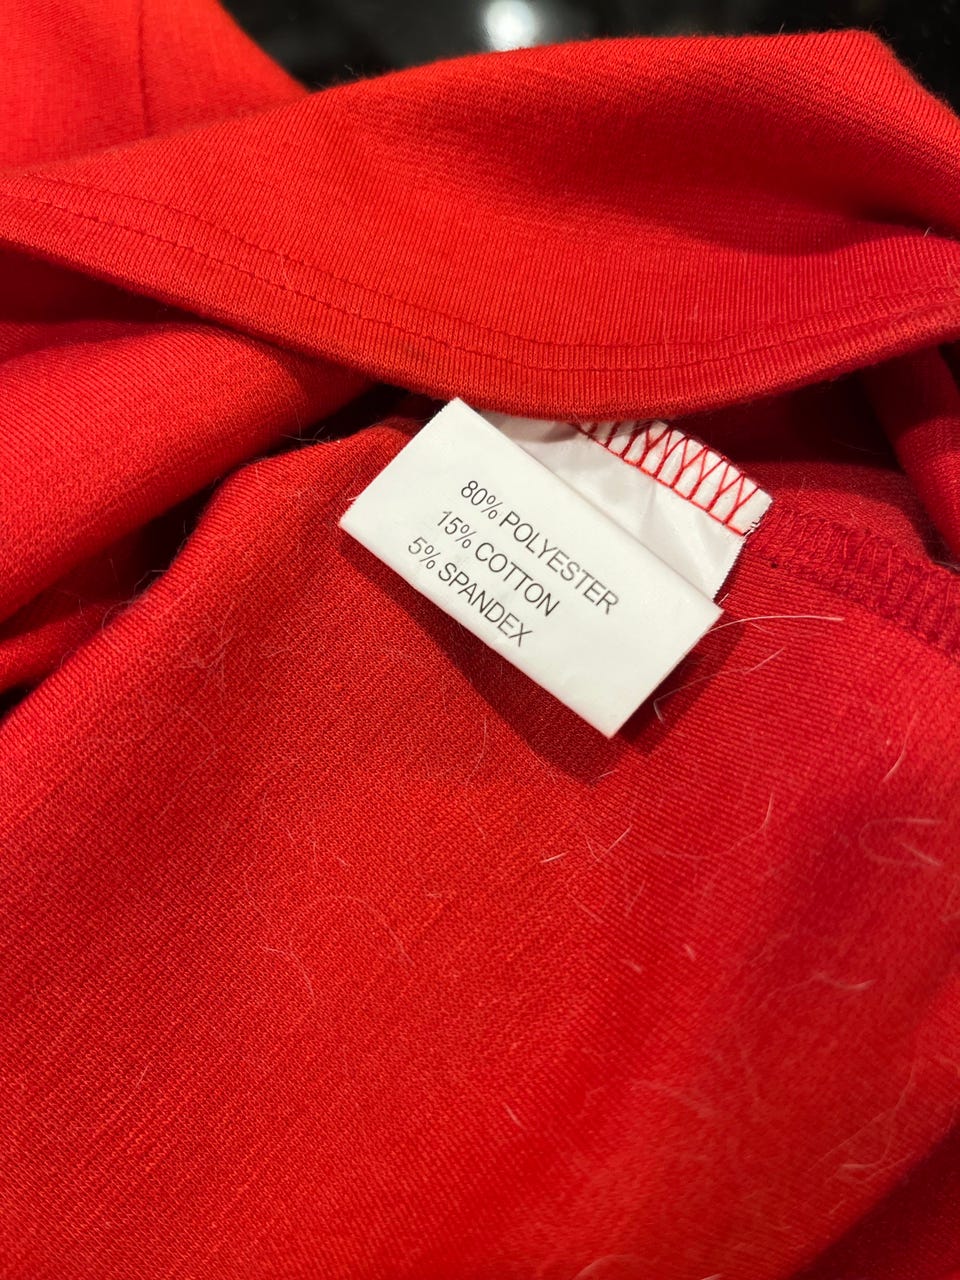 80% POLYESTER
15% COTTON
5% SPANDEX